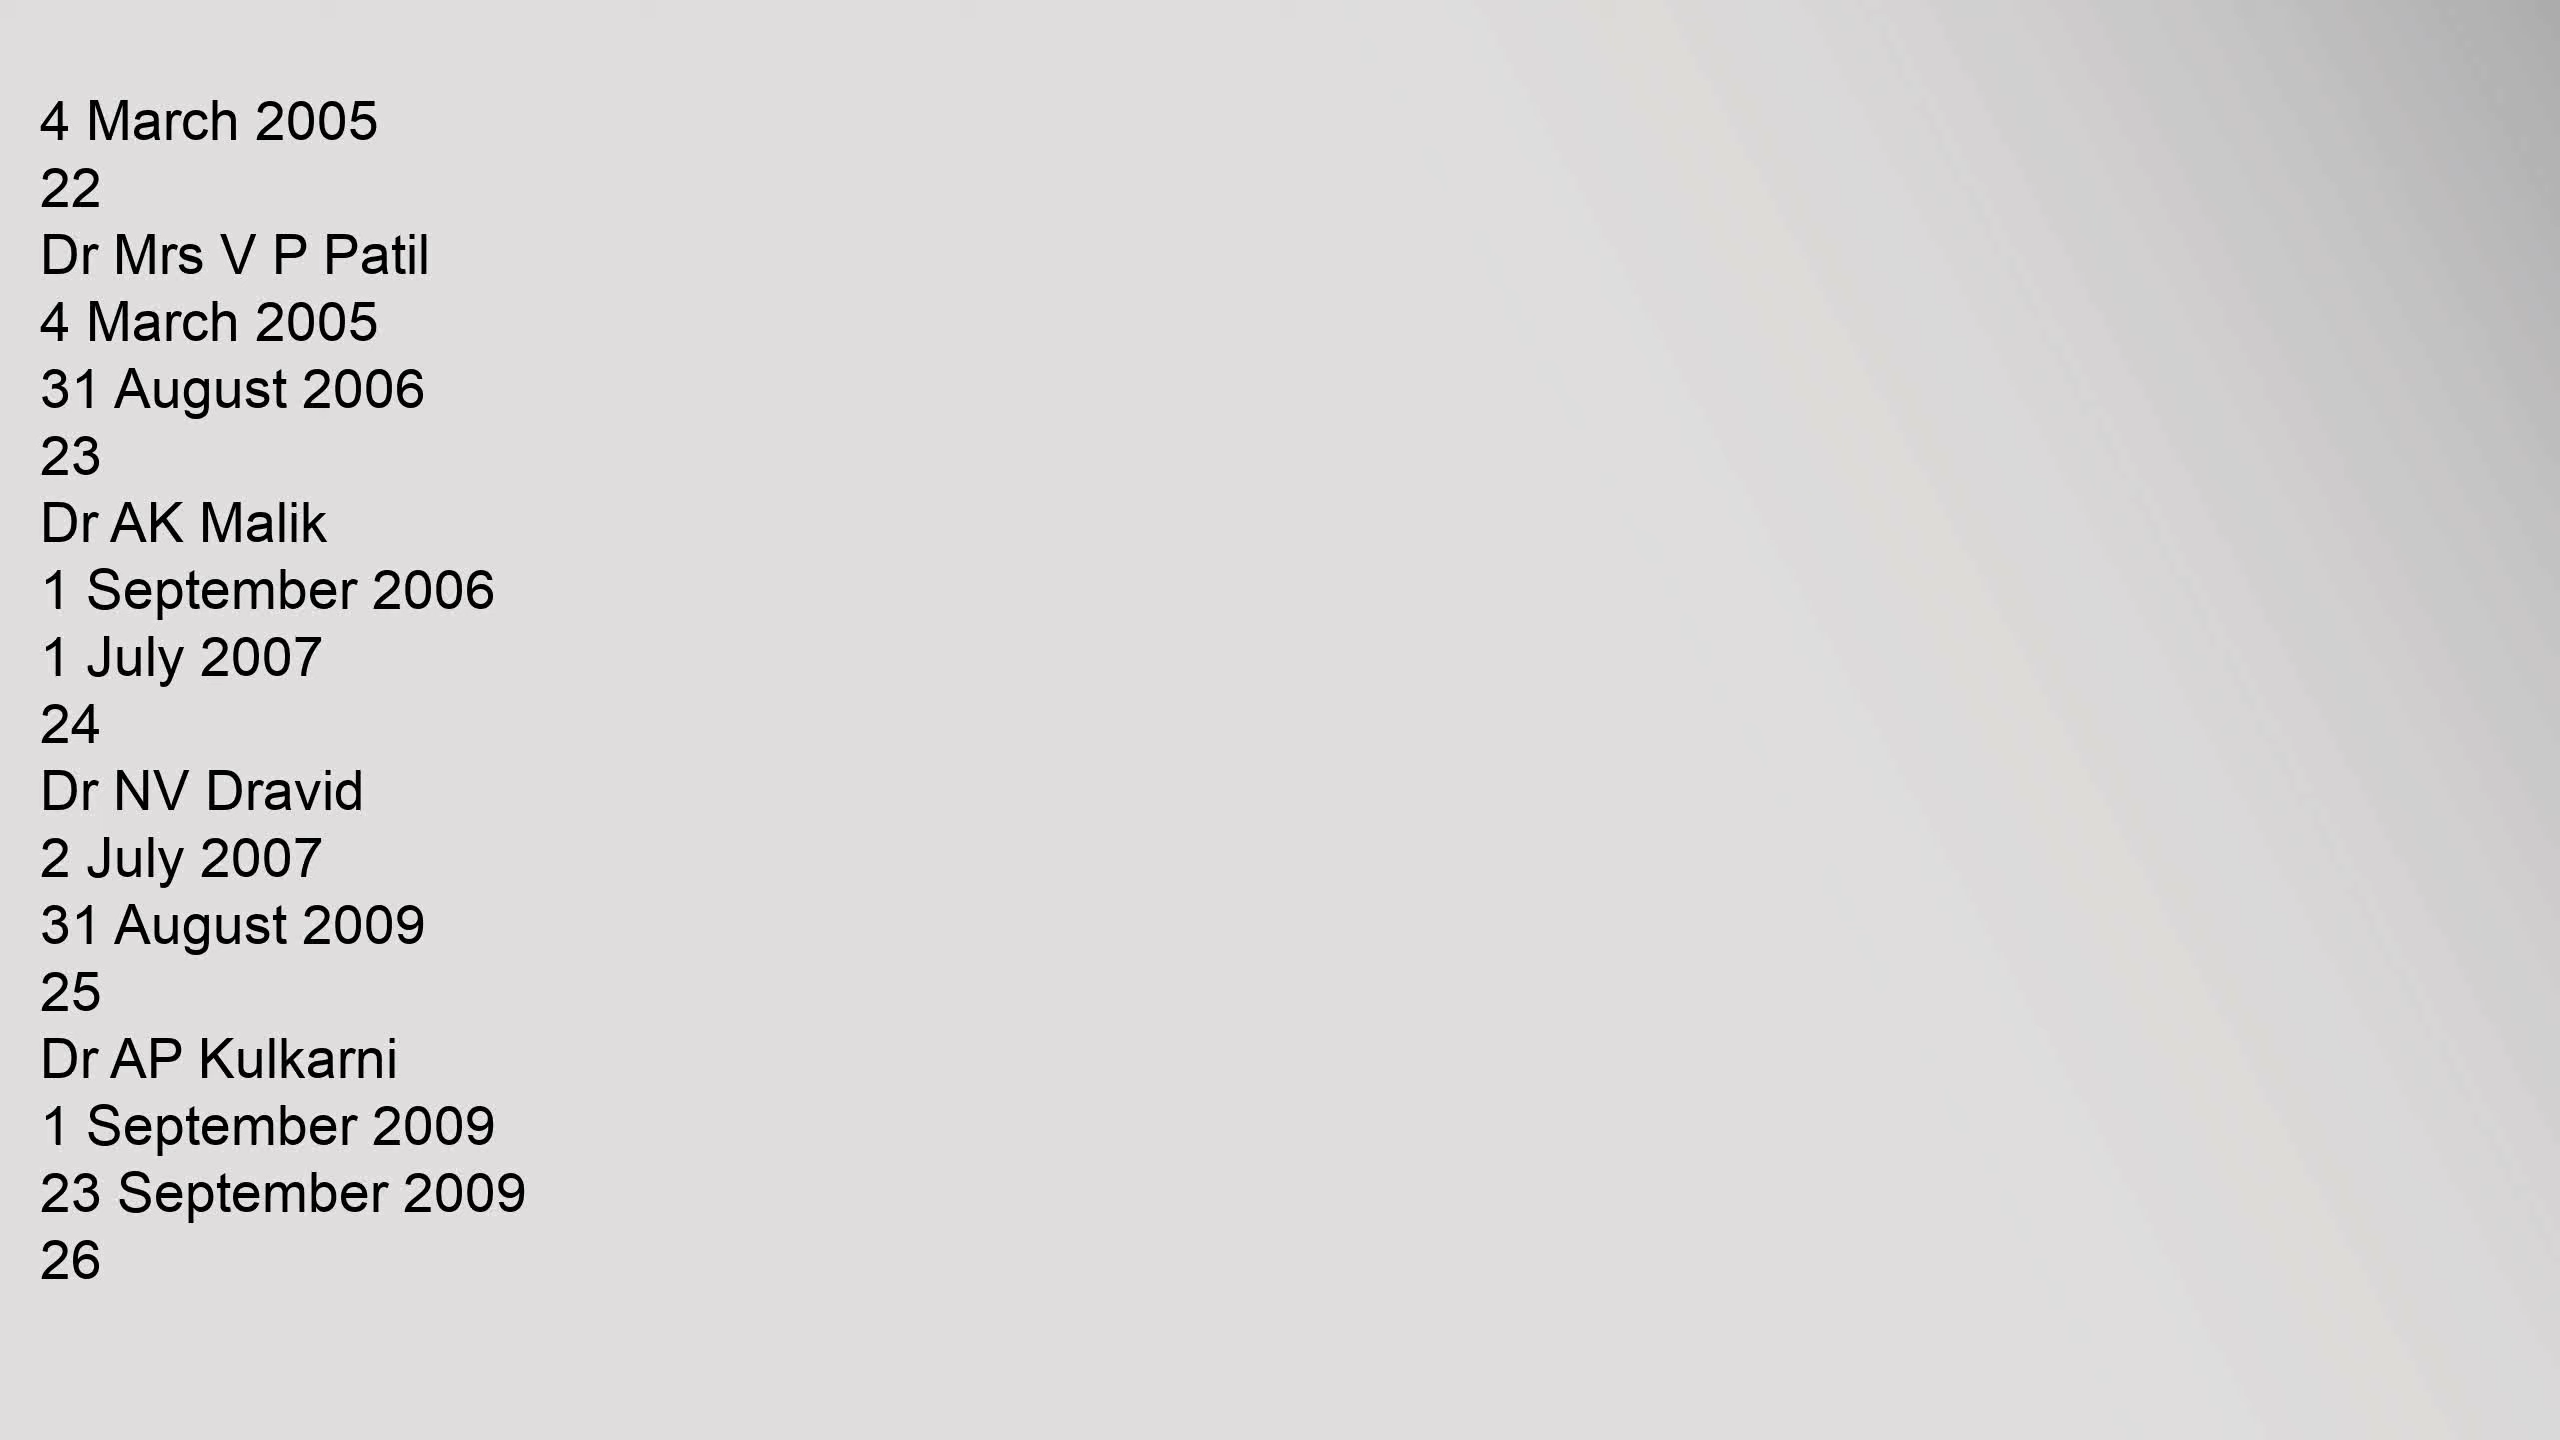 4 March 2005
22
Dr Mrs V P Patil
4 March 2005
31 August 2006
23
Dr AK Malik
1 September 2006
1 July 2007
24
Dr NV Dravid
2 July 2007
31 August 2009
25
Dr AP Kulkarni
1 September 2009
23 September 2009
26